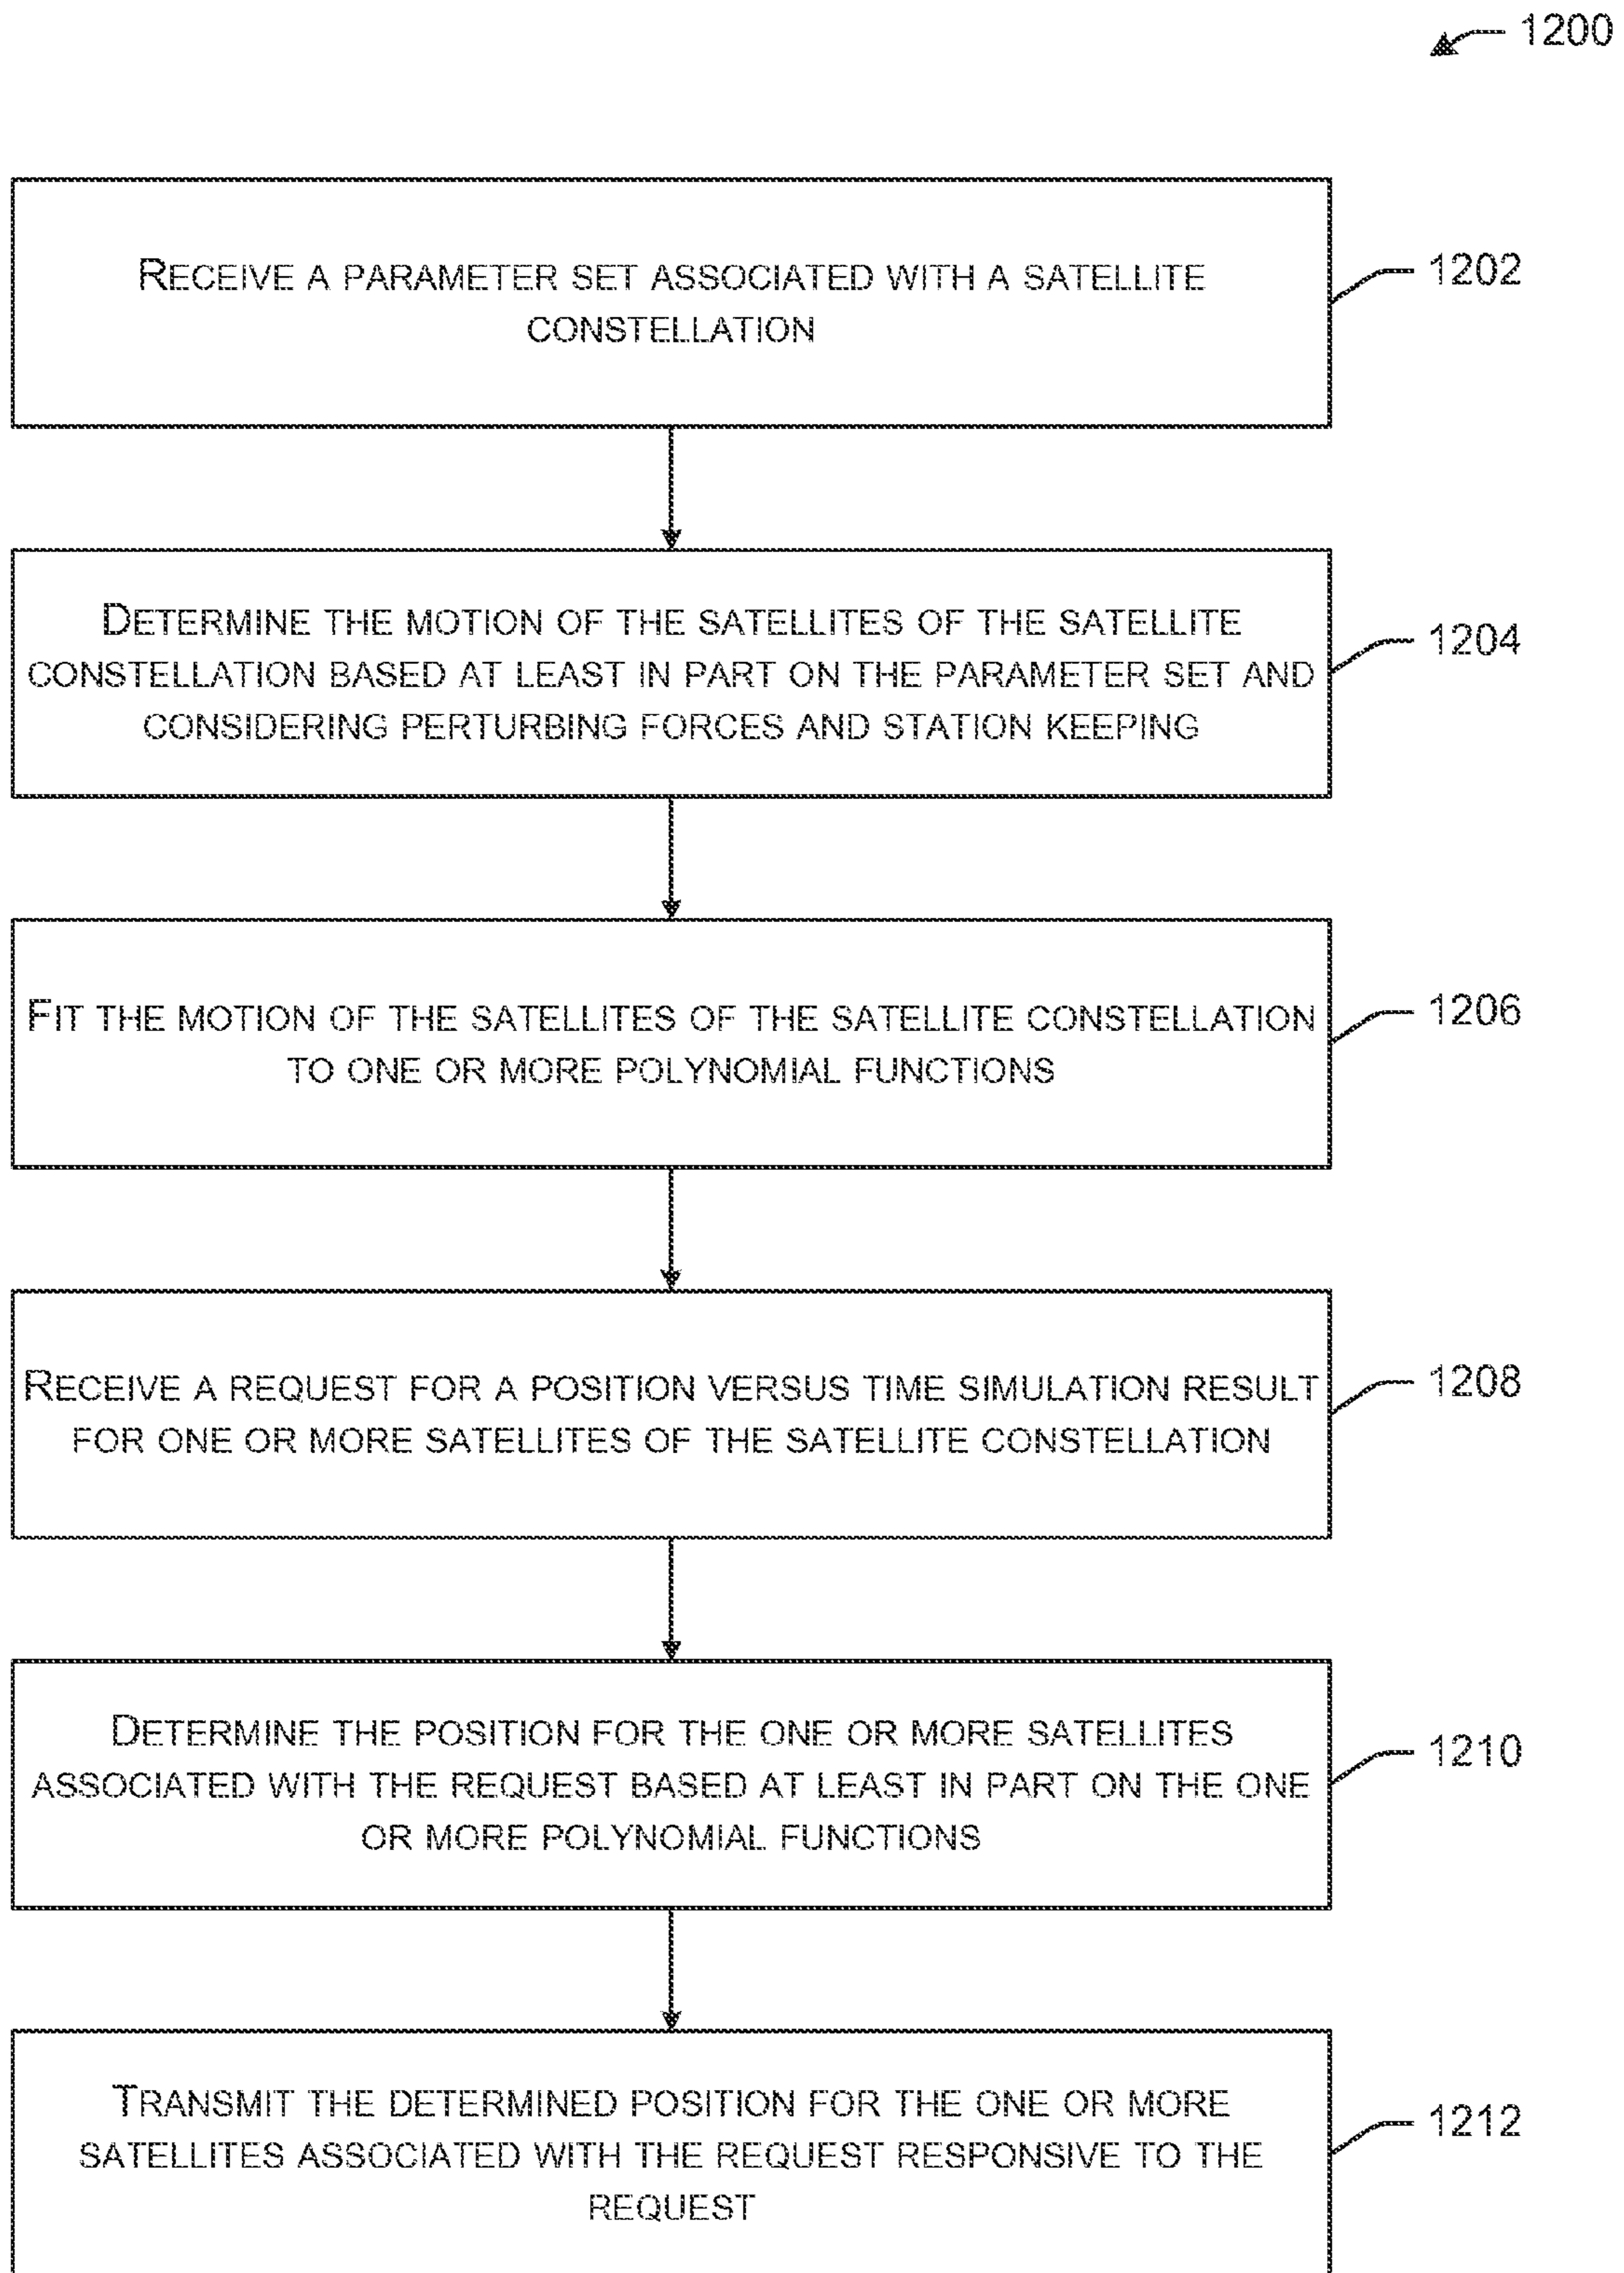 1200
RECEIVE A PARAMETER SET ASSOCIATED WITH A SATELLITE
CONSTELLATION
1202
DETERMINE THE MOTION OF THE SATELLITES OF THE SATELLITE
CONSTELLATION BASED AT LEAST IN PART ON THE PARAMETER SET AND
CONSIDERING PERTURBING FORCES AND STATION KEEPING
1204
FIT THE MOTION OF THE SATELLITES OF THE SATELLITE CONSTELLATION
TO ONE OR MORE POLYNOMIAL FUNCTIONS
1206
RECEIVE A REQUEST FOR A POSITION VERSUS TIME SIMULATION RESULT
FOR ONE OR MORE SATELLITES OF THE SATELLITE CONSTELLATION
1208
DETERMINE THE POSITION FOR THE ONE OR MORE SATELLITES
ASSOCIATED WITH THE REQUEST BASED AT LEAST IN PART ON THE ONE
OR MORE POLYNOMIAL FUNCTIONS
1210
TRANSMIT THE DETERMINED POSITION FOR THE ONE OR MORE
SATELLITES ASSOCIATED WITH THE REQUEST RESPONSIVE TO THE
REQUEST
1212